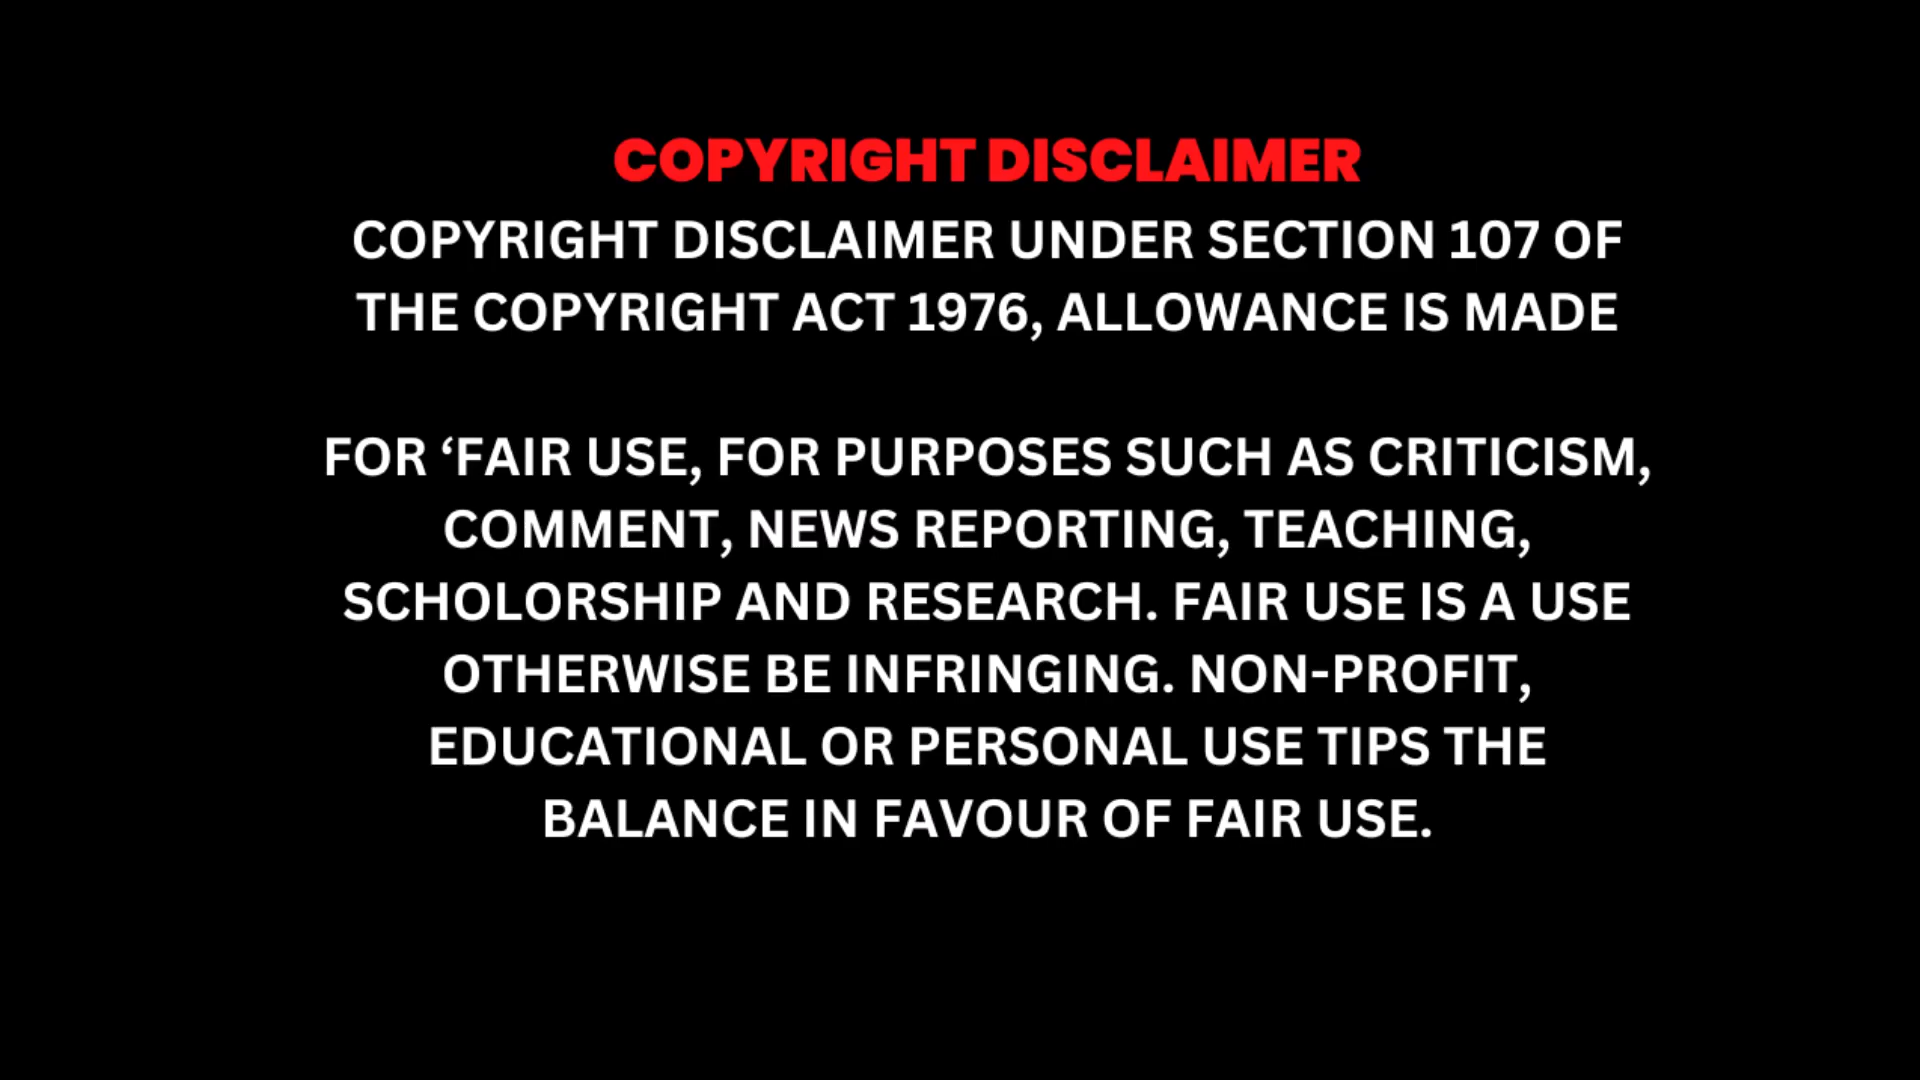 COPYRIGHT DISCLAIMER
COPYRIGHT DISCLAIMER UNDER SECTION 107 OF
THE COPYRIGHT ACT 1976, ALLOWANCE IS MADE
FOR ‘FAIR USE, FOR PURPOSES SUCH AS CRITICISM,
COMMENT, NEWS REPORTING, TEACHING,
SCHOLORSHIP AND RESEARCH. FAIR USE IS A USE
OTHERWISE BE INFRINGING. NON-PROFIT,
EDUCATIONAL OR PERSONAL USE TIPS THE
BALANCE IN FAVOUR OF FAIR USE.